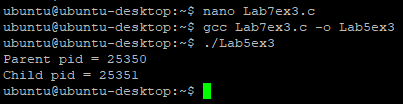 ubuntu@ubuntu-desktop:~$ nano Lab7ex3.c
ubuntu@ubuntu-desktop:~$ gcc Lab7ex3.c -o Lab5ex3
ubuntu@ubuntu-desktop:~$ ./Lab5ex3
Parent pid = 25350
Child pid = 25351
ubuntu@ubuntu-desktop:~$